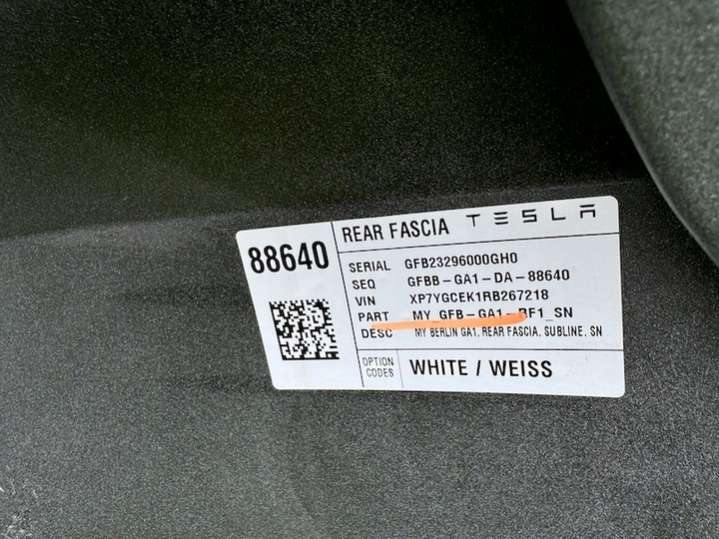 88640
REAR FASCIA TESLA
SERIAL GFB23296000GH0
SEQ GFBB-GA1-DA-88640
VIN XP7YGCEK1RB267218
PART MY_GFB-GA1-RF1_SN
DESC MY BERLIN GA1, REAR FASCIA, SUBLINE, SN
OPTION CODES WHITE / WEISS